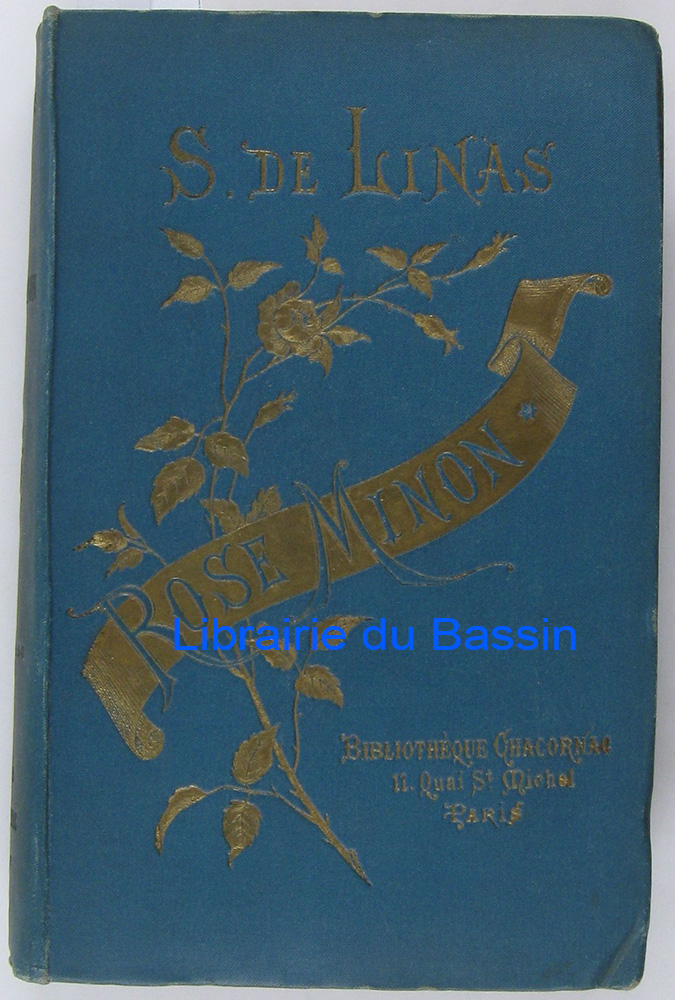 S. DE LINAS
ROSE MINON
Librairie du Bassin
BIBLIOTHÈQUE CHACORNAC
11. Quai St Michel
PARIS